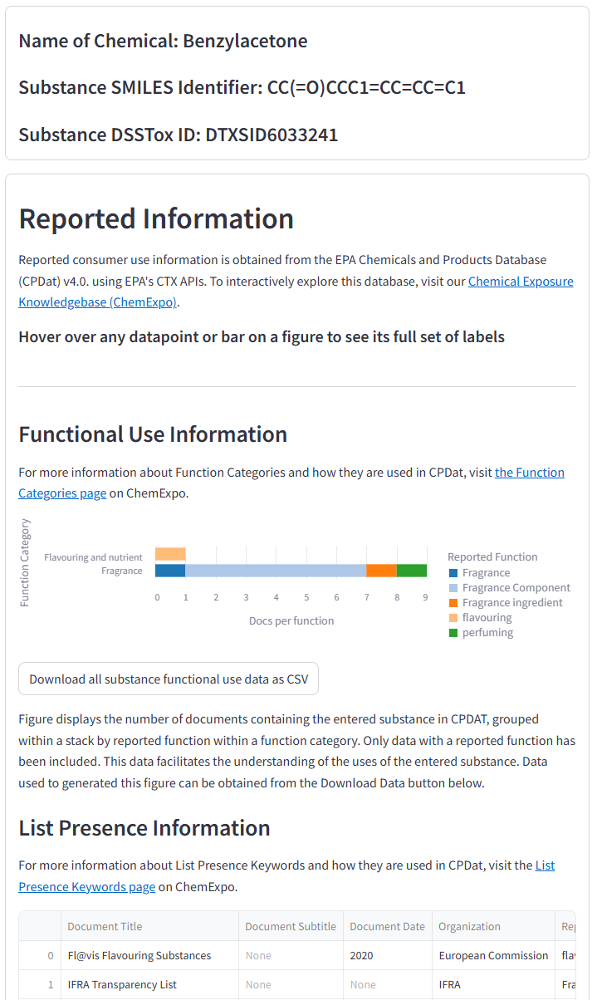 Name of Chemical: Benzylacetone
Substance SMILES Identifier: CC(=O)CCC1=CC=CC=C1
Substance DSSTox ID: DTXSID6033241
Reported Information
Reported consumer use information is obtained from the EPA Chemicals and Products Database
(CPDat) v4.0. using EPA's CTX APIs. To interactively explore this database, visit our Chemical Exposure
Knowledgebase (ChemExpo).
Hover over any datapoint or bar on a figure to see its full set of labels
Functional Use Information
For more information about Function Categories and how they are used in CPDat, visit the Function
Categories page on ChemExpo.
Function Category
Flavouring and nutrient
Fragrance
0 1 2 3 4 5 6 7 8 9
Docs per function
Reported Function
Fragrance
Fragrance Component
Fragrance ingredient
flavouring
perfuming
Download all substance functional use data as CSV
Figure displays the number of documents containing the entered substance in CPDAT, grouped
within a stack by reported function within a function category. Only data with a reported function has
been included. This data facilitates the understanding of the uses of the entered substance. Data
used to generated this figure can be obtained from the Download Data button below.
List Presence Information
For more information about List Presence Keywords and how they are used in CPDat, visit the List
Presence Keywords page on ChemExpo.
Document Title Document Subtitle Document Date Organization
0 Fl@vis Flavouring Substances None 2020 European Commission
1 IFRA Transparency List None None IFRA